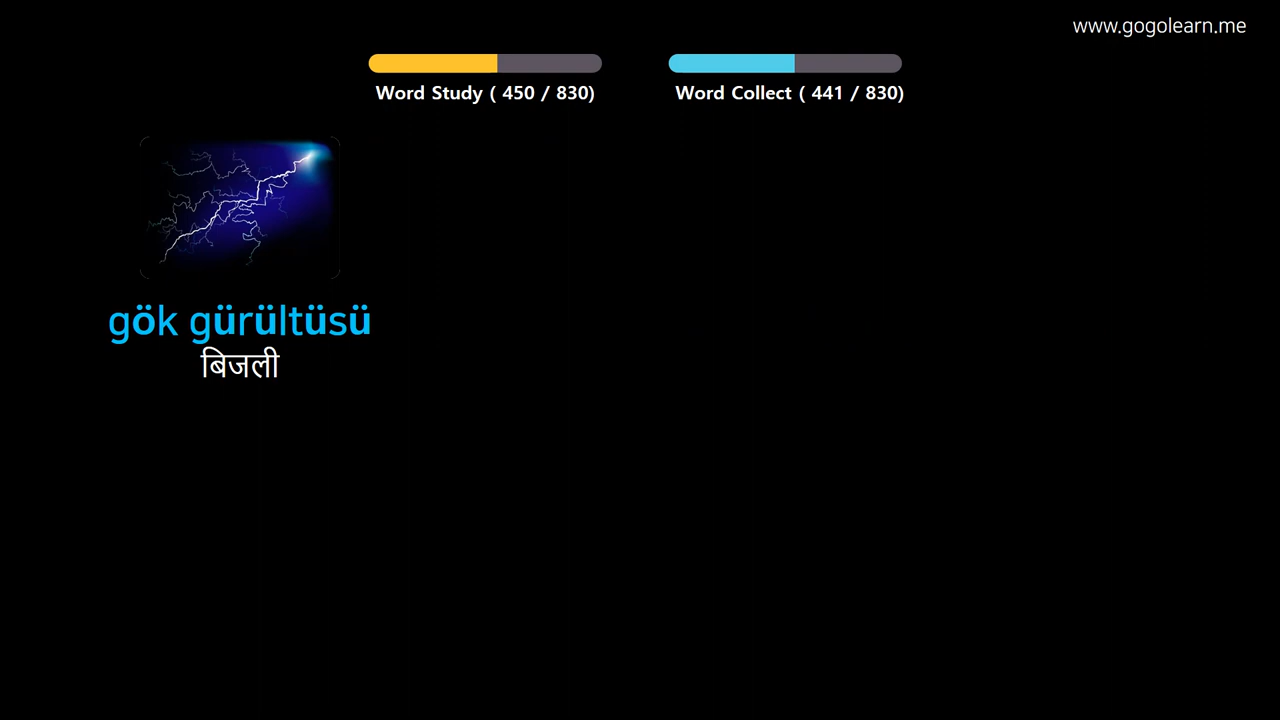 www.gogolearn.me
Word Study ( 450 / 830)
Word Collect ( 441 / 830)
gök gürültüsü
बिजली